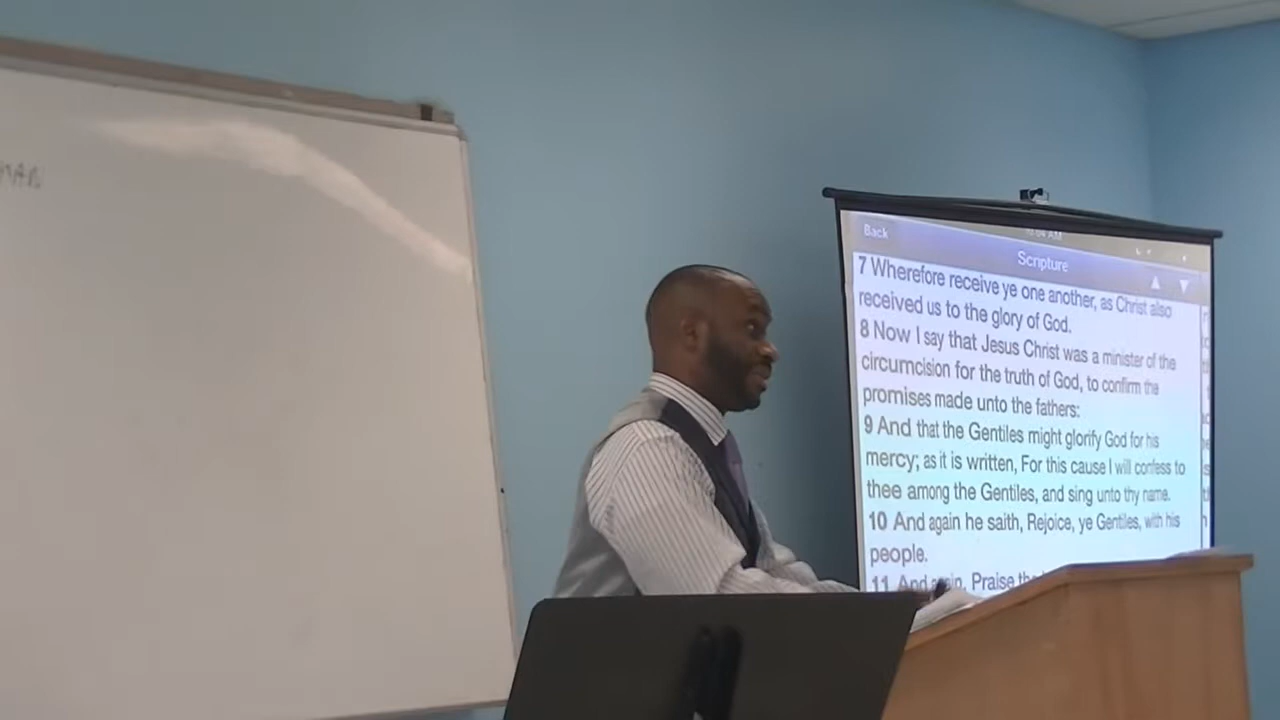 Back
Scripture
7 Wherefore receive ye one another, as Christ also
received us to the glory of God.
8 Now I say that Jesus Christ was a minister of the
circumcision for the truth of God, to confirm the
promises made unto the fathers:
9 And that the Gentiles might glorify God for his
mercy; as it is written, For this cause I will confess to
thee among the Gentiles, and sing unto thy name.
10 And again he saith, Rejoice, ye Gentiles, with his
people.
11 And again, Praise the